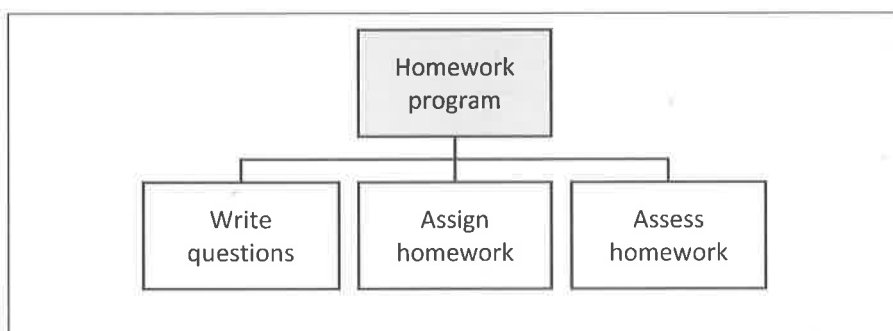 Homework
program
Write
questions
Assign
homework
Assess
homework